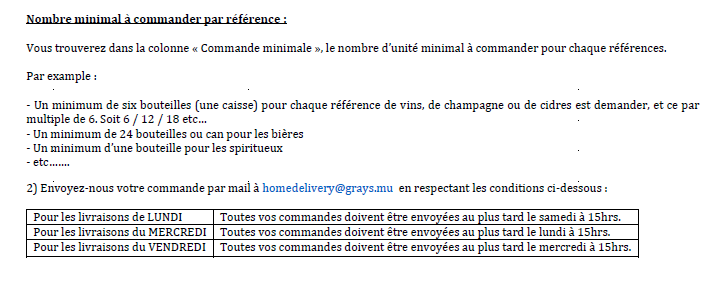 Nombre minimal à commander par référence :
Vous trouverez dans la colonne « Commande minimale », le nombre d'unité minimal à commander pour chaque références.
Par example :
- Un minimum de six bouteilles (une caisse) pour chaque référence de vins, de champagne ou de cidres est demander, et ce par
multiple de 6. Soit 6 / 12 / 18 etc...
- Un minimum de 24 bouteilles ou can pour les bières
- Un minimum d'une bouteille pour les spiritueux
- etc.......
2) Envoyez-nous votre commande par mail à homedelivery@grays.mu en respectant les conditions ci-dessous :
Pour les livraisons de LUNDI Toutes vos commandes doivent être envoyées au plus tard le samedi à 15hrs.
Pour les livraisons du MERCREDI Toutes vos commandes doivent être envoyées au plus tard le lundi à 15hrs.
Pour les livraisons du VENDREDI Toutes vos commandes doivent être envoyées au plus tard le mercredi à 15hrs.